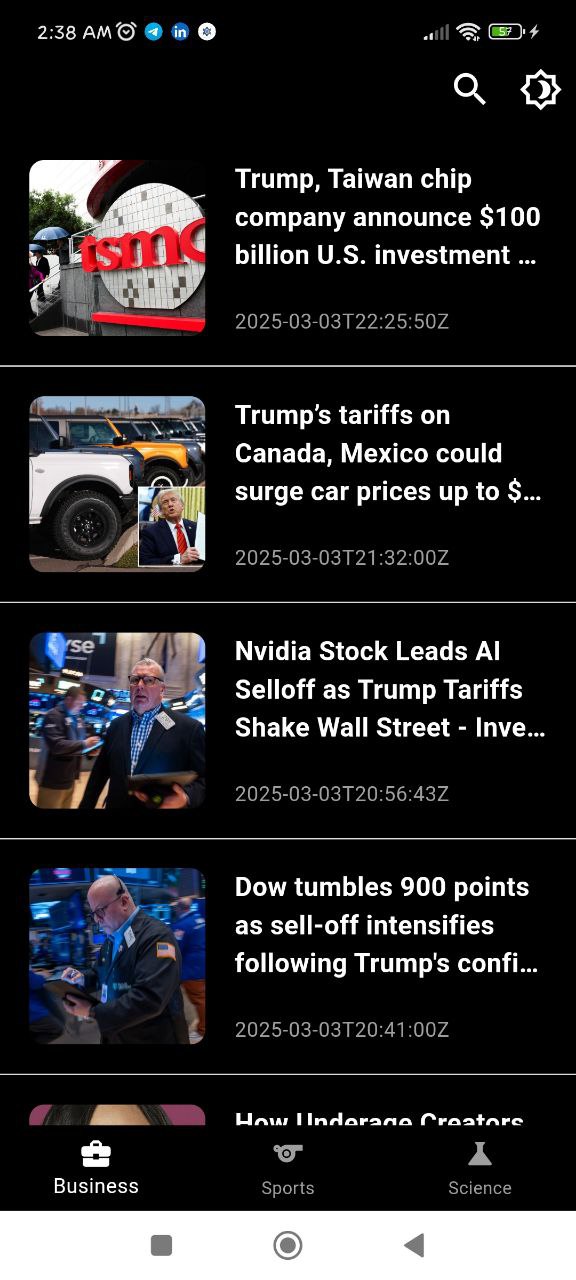 2:38 AM
57
Trump, Taiwan chip
company announce $100
billion U.S. investment ...
2025-03-03T22:25:50Z
tsmc
Trump’s tariffs on
Canada, Mexico could
surge car prices up to $...
2025-03-03T21:32:00Z
Nvidia Stock Leads AI
Selloff as Trump Tariffs
Shake Wall Street - Inve...
2025-03-03T20:56:43Z
Dow tumbles 900 points
as sell-off intensifies
following Trump's confi...
2025-03-03T20:41:00Z
How Underage Creators
Business
Sports
Science